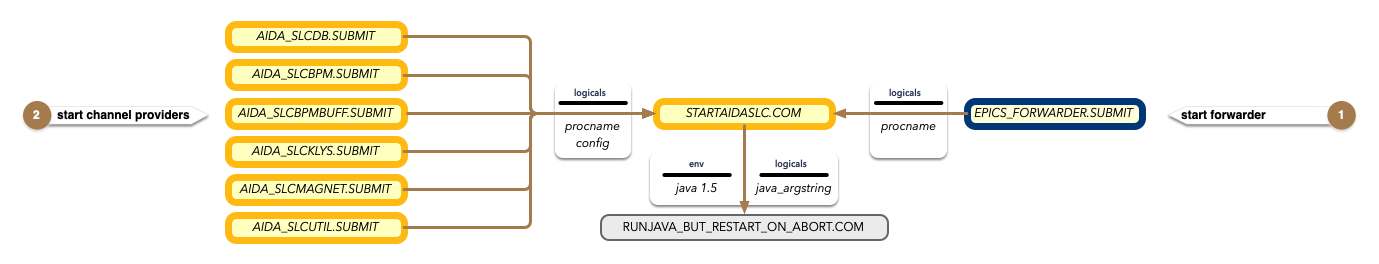 AIDA_SLCDB.SUBMIT
AIDA_SLCBPM.SUBMIT
AIDA_SLCBPMBUFF.SUBMIT
AIDA_SLCKLYS.SUBMIT
AIDA_SLCMAGNET.SUBMIT
AIDA_SLCUTIL.SUBMIT
2 start channel providers
logicals
procname
config
STARTAIDASLC.COM
logicals
procname
EPICS_FORWARDER.SUBMIT
start forwarder 1
env
java 1.5
logicals
java_argstring
RUNJAVA_BUT_RESTART_ON_ABORT.COM